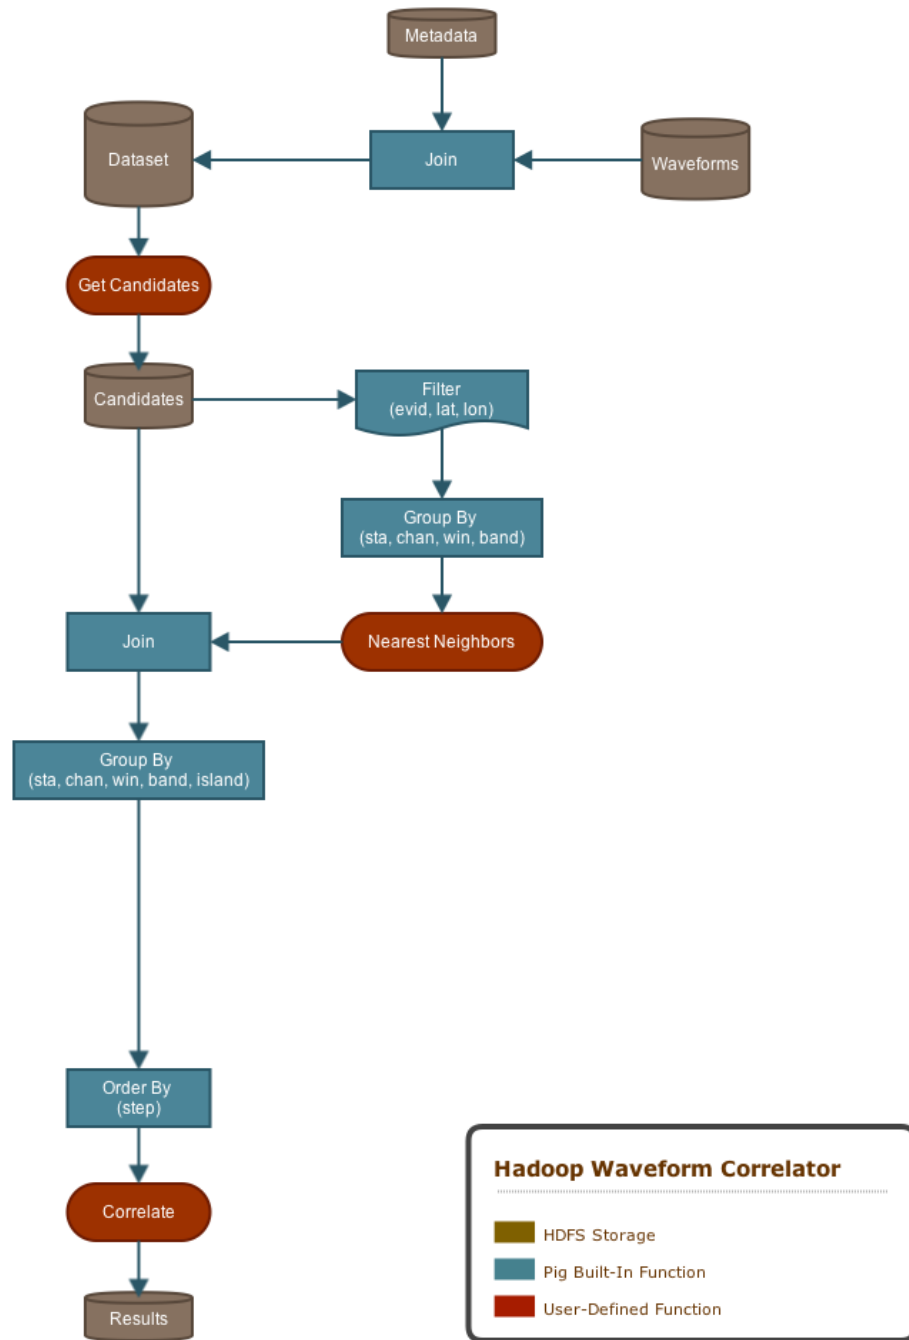 Metadata
Dataset
Join
Waveforms
Get Candidates
Candidates
Filter
(evid, lat, lon)
Group By
(sta, chan, win, band)
Join
Nearest Neighbors
Group By
(sta, chan, win, band, island)
Order By
(step)
Correlate
Results
Hadoop Waveform Correlator
HDFS Storage
Pig Built-In Function
User-Defined Function